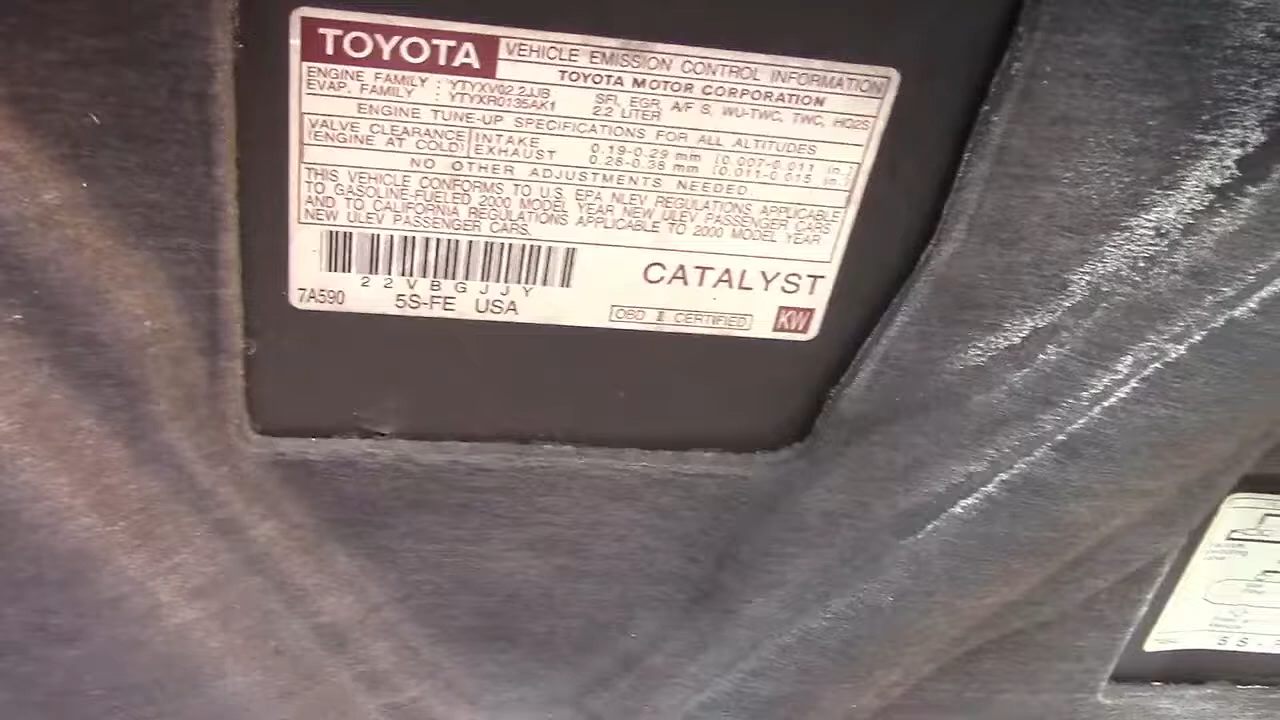 TOYOTA VEHICLE EMISSION CONTROL INFORMATION
TOYOTA MOTOR CORPORATION
ENGINE FAMILY : YTYXV02.2JJB SFI, EGR, A/F S, WU-TWC, TWC, HO2S
EVAP. FAMILY : YTYXR0135AK1 2.2 LITER
ENGINE TUNE-UP SPECIFICATIONS FOR ALL ALTITUDES
VALVE CLEARANCE INTAKE 0.19-0.29 mm (0.007-0.011 in.)
(ENGINE AT COLD) EXHAUST 0.28-0.38 mm (0.011-0.015 in.)
NO OTHER ADJUSTMENTS NEEDED.
THIS VEHICLE CONFORMS TO U.S. EPA NLEV REGULATIONS APPLICABLE
TO GASOLINE-FUELED 2000 MODEL YEAR NEW ULEV PASSENGER CARS
AND TO CALIFORNIA REGULATIONS APPLICABLE TO 2000 MODEL YEAR
NEW ULEV PASSENGER CARS.
22VBGJJY
CATALYST
7A590 5S-FE USA
OBD II CERTIFIED KW